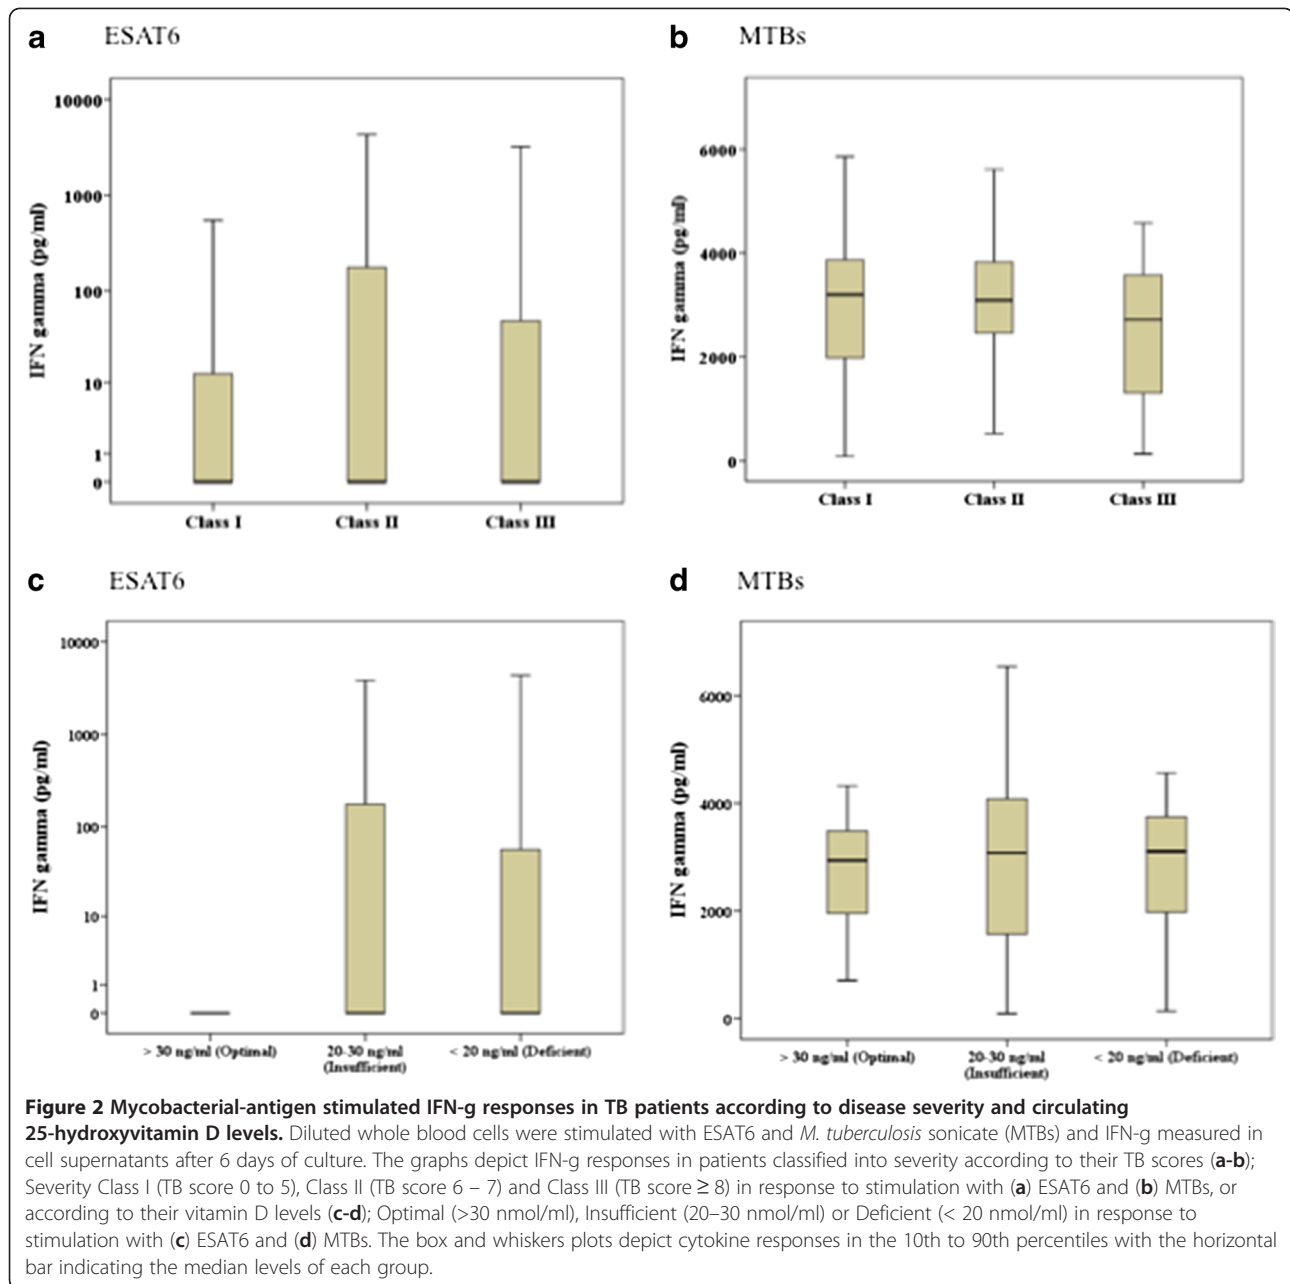 a ESAT6
10000
1000
100
10
1
0
IFN gamma (pg/ml)
Class I Class II Class III
b MTBs
6000
4000
2000
0
IFN gamma (pg/ml)
Class I Class II Class III
c ESAT6
10000
1000
100
10
1
0
IFN gamma (pg/ml)
> 30 ng/ml (Optimal) 20-30 ng/ml < 20 ng/ml (Deficient)
(Insufficient)
d MTBs
6000
4000
2000
0
IFN gamma (pg/ml)
> 30 ng/ml (Optimal) 20-30 ng/ml < 20 ng/ml (Deficient)
(Insufficient)
Figure 2 Mycobacterial-antigen stimulated IFN-g responses in TB patients according to disease severity and circulating
25-hydroxyvitamin D levels. Diluted whole blood cells were stimulated with ESAT6 and M. tuberculosis sonicate (MTBs) and IFN-g measured in
cell supernatants after 6 days of culture. The graphs depict IFN-g responses in patients classified into severity according to their TB scores (a-b);
Severity Class I (TB score 0 to 5), Class II (TB score 6 – 7) and Class III (TB score ≥ 8) in response to stimulation with (a) ESAT6 and (b) MTBs, or
according to their vitamin D levels (c-d); Optimal (>30 nmol/ml), Insufficient (20–30 nmol/ml) or Deficient (< 20 nmol/ml) in response to
stimulation with (c) ESAT6 and (d) MTBs. The box and whiskers plots depict cytokine responses in the 10th to 90th percentiles with the horizontal
bar indicating the median levels of each group.